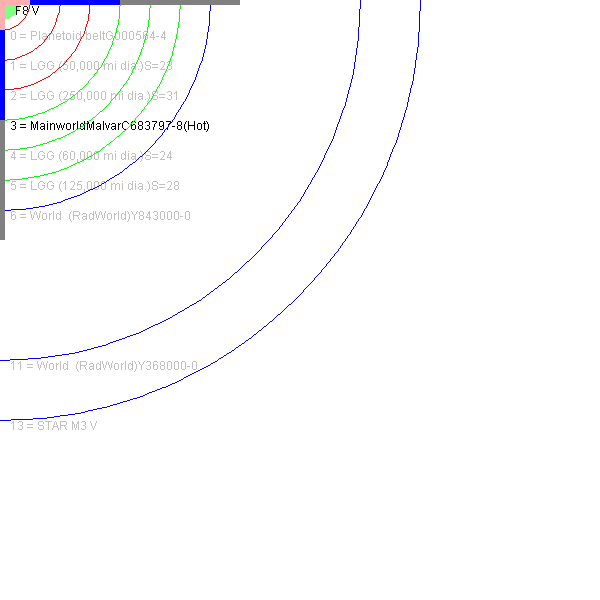 F8 V
0 = Planetoid beltG000564-4
1 = LGG (50,000 mi dia.)S=23
2 = LGG (250,000 mi dia.)S=31
3 = MainworldMalvarC683797-8(Hot)
4 = LGG (60,000 mi dia.)S=24
5 = LGG (125,000 mi dia.)S=28
6 = World (RadWorld)Y843000-0
11 = World (RadWorld)Y368000-0
13 = STAR M3 V